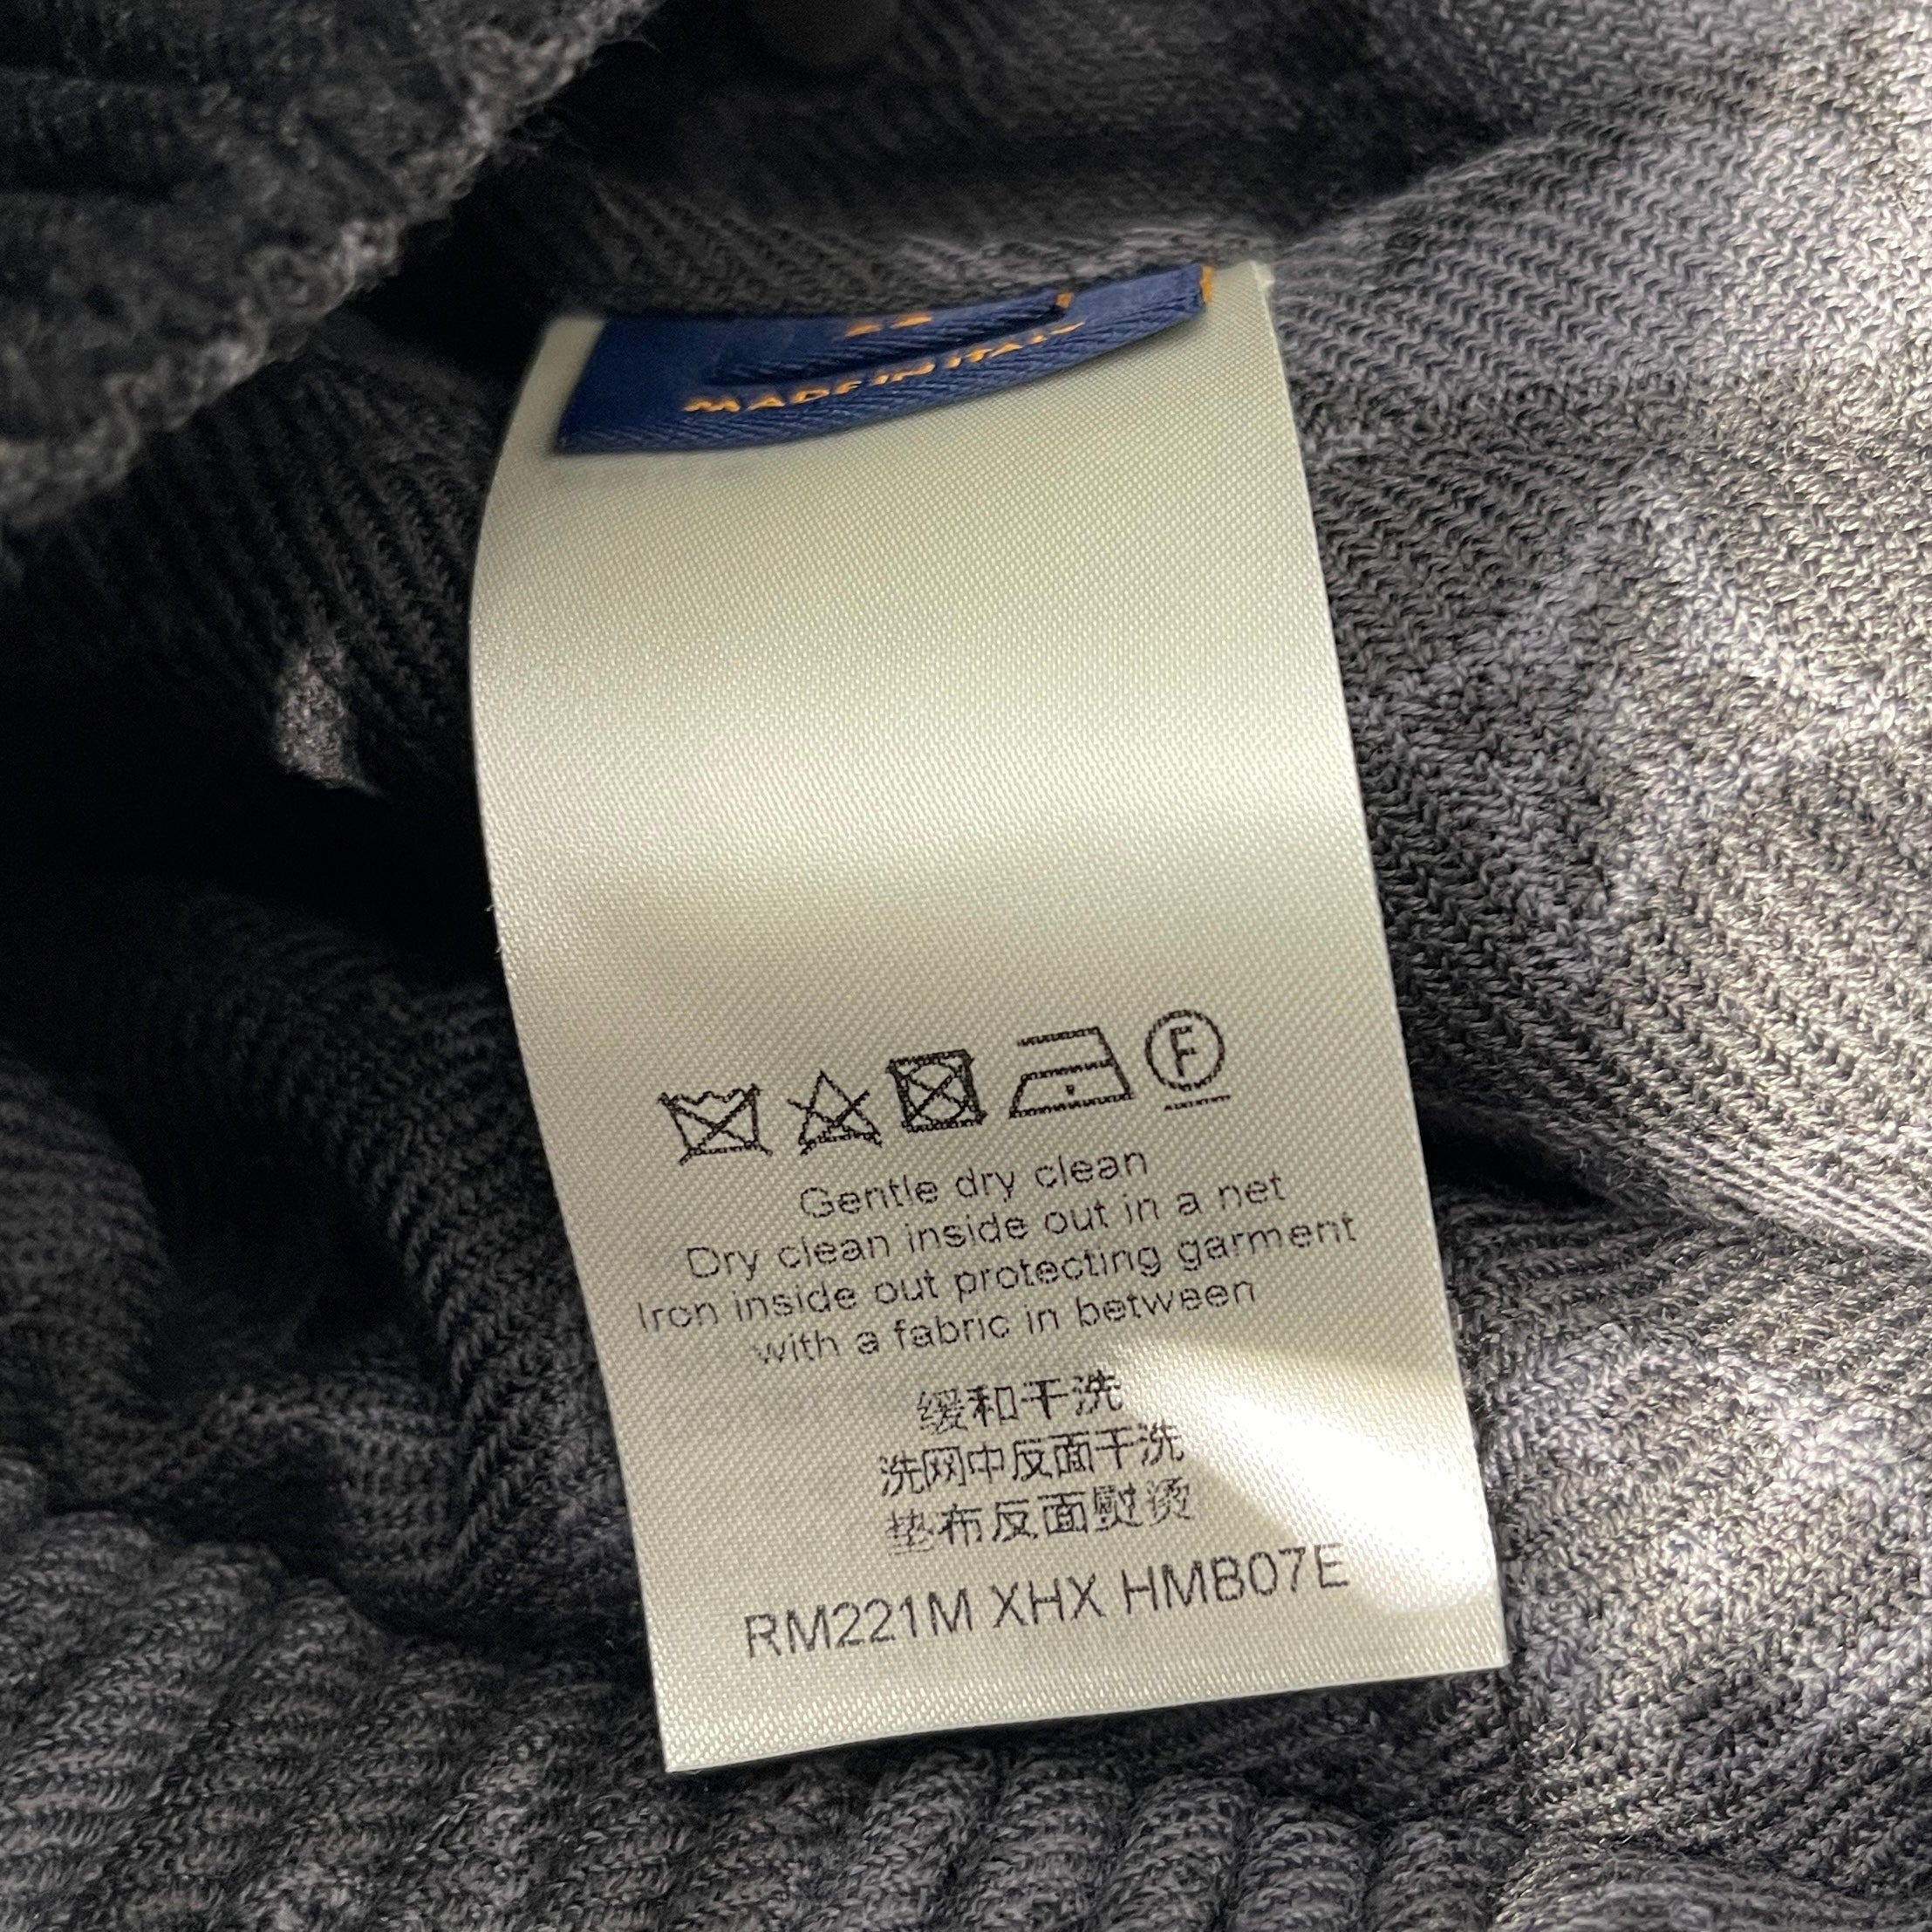 MADE IN ITALY
F
Gentle dry clean
Dry clean inside out in a net
Iron inside out protecting garment
with a fabric in between
缓和干洗
洗网中反面干洗
垫布反面熨烫
RM221M XHX HMB07E